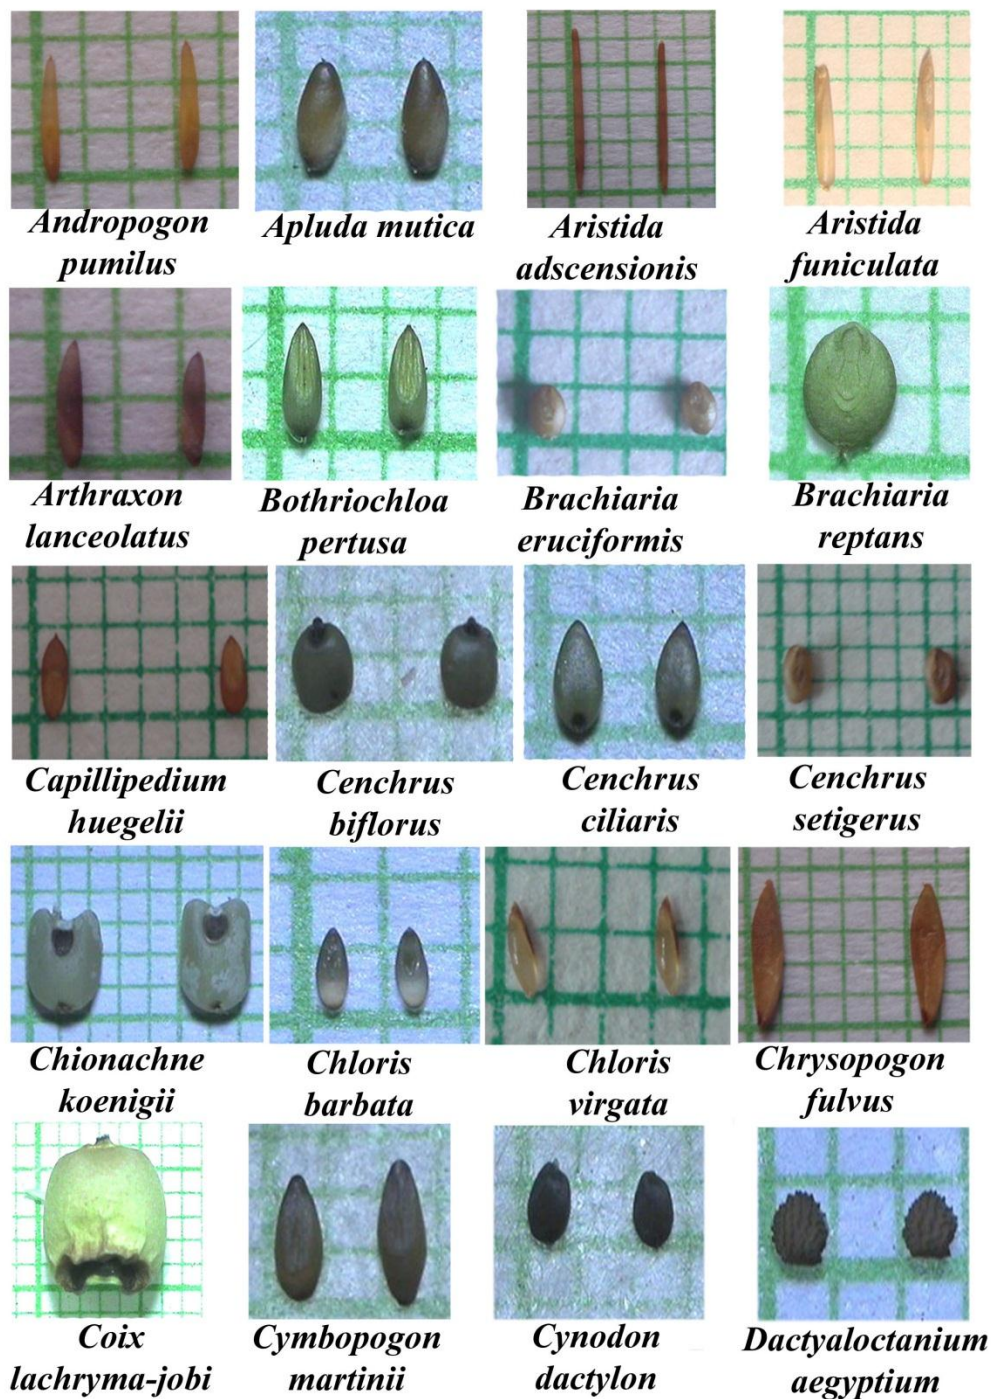 Andropogon
pumilus
Apluda mutica
Aristida
adscensionis
Aristida
funiculata
Arthraxon
lanceolatus
Bothriochloa
pertusa
Brachiaria
eruciformis
Brachiaria
reptans
Capillipedium
huegelii
Cenchrus
biflorus
Cenchrus
ciliaris
Cenchrus
setigerus
Chionachne
koenigii
Chloris
barbata
Chloris
virgata
Chrysopogon
fulvus
Coix
lachryma-jobi
Cymbopogon
martinii
Cynodon
dactylon
Dactyaloctanium
aegyptium